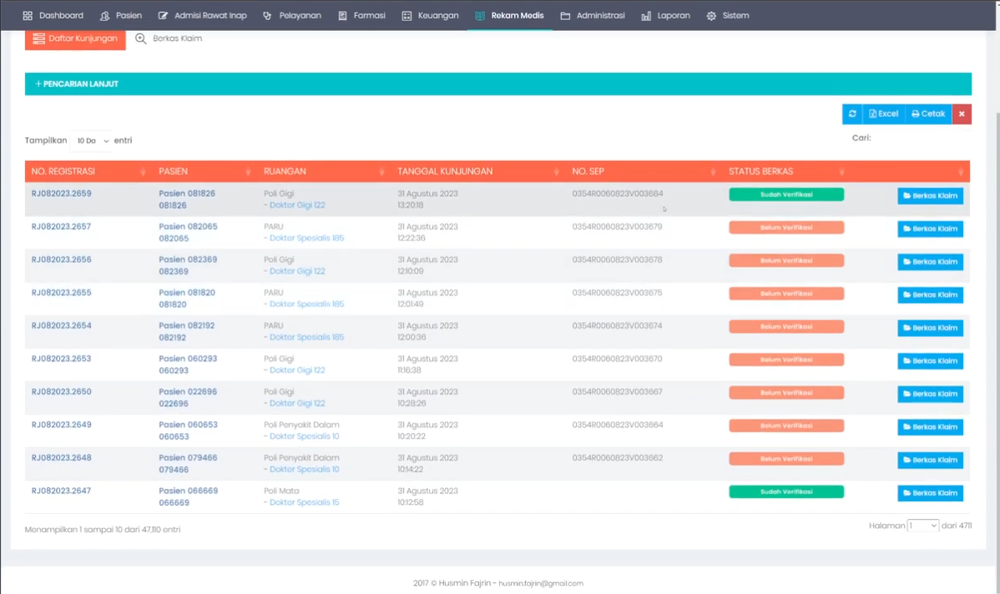 Dashboard Pasien Admisi Rawat Inap Pelayanan Farmasi Keuangan Rekam Medis Administrasi Laporan Sistem
Daftar Kunjungan Berkas Klaim
+ PENCARIAN LANJUT
Excel Cetak
Tampilkan 10 Da entri Cari:
NO. REGISTRASI PASIEN RUANGAN TANGGAL KUNJUNGAN NO. SEP STATUS BERKAS
RJ082023.2659 Pasien 081826 Poli Gigi 31 Agustus 2023 0354R0060823V003684 Sudah Verifikasi Berkas Klaim
081826 - Dokter Gigi 122 13:20:18
RJ082023.2657 Pasien 082065 PARU 31 Agustus 2023 0354R0060823V003679 Belum Verifikasi Berkas Klaim
082065 - Dokter Spesialis 185 12:22:36
RJ082023.2656 Pasien 082369 Poli Gigi 31 Agustus 2023 0354R0060823V003678 Belum Verifikasi Berkas Klaim
082369 - Dokter Gigi 122 12:10:09
RJ082023.2655 Pasien 081820 PARU 31 Agustus 2023 0354R0060823V003675 Belum Verifikasi Berkas Klaim
081820 - Dokter Spesialis 185 12:01:49
RJ082023.2654 Pasien 082192 PARU 31 Agustus 2023 0354R0060823V003674 Belum Verifikasi Berkas Klaim
082192 - Dokter Spesialis 185 12:00:36
RJ082023.2653 Pasien 060293 Poli Gigi 31 Agustus 2023 0354R0060823V003670 Belum Verifikasi Berkas Klaim
060293 - Dokter Gigi 122 11:16:38
RJ082023.2650 Pasien 022696 Poli Gigi 31 Agustus 2023 0354R0060823V003667 Belum Verifikasi Berkas Klaim
022696 - Dokter Gigi 122 10:28:26
RJ082023.2649 Pasien 060653 Poli Penyakit Dalam 31 Agustus 2023 0354R0060823V003664 Belum Verifikasi Berkas Klaim
060653 - Dokter Spesialis 10 10:20:22
RJ082023.2648 Pasien 079466 Poli Penyakit Dalam 31 Agustus 2023 0354R0060823V003662 Belum Verifikasi Berkas Klaim
079466 - Dokter Spesialis 10 10:14:22
RJ082023.2647 Pasien 066669 Poli Mata 31 Agustus 2023 Sudah Verifikasi Berkas Klaim
066669 - Dokter Spesialis 15 10:12:58
Menampilkan 1 sampai 10 dari 47,110 entri Halaman 1 dari 4711
2017 © Husmin Fajrin - husmin.fajrin@gmail.com